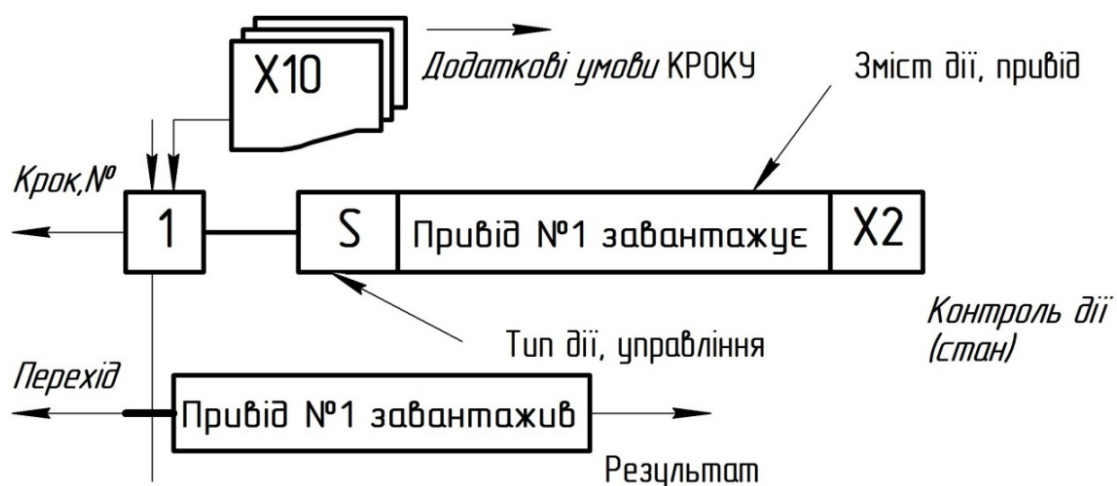 X10
Додаткові умови КРОКУ
Зміст дії, привід
Крок,№
1
S
Привід №1 завантажує
X2
Контроль дії
(стан)
Тип дії, управління
Перехід
Привід №1 завантажив
Результат